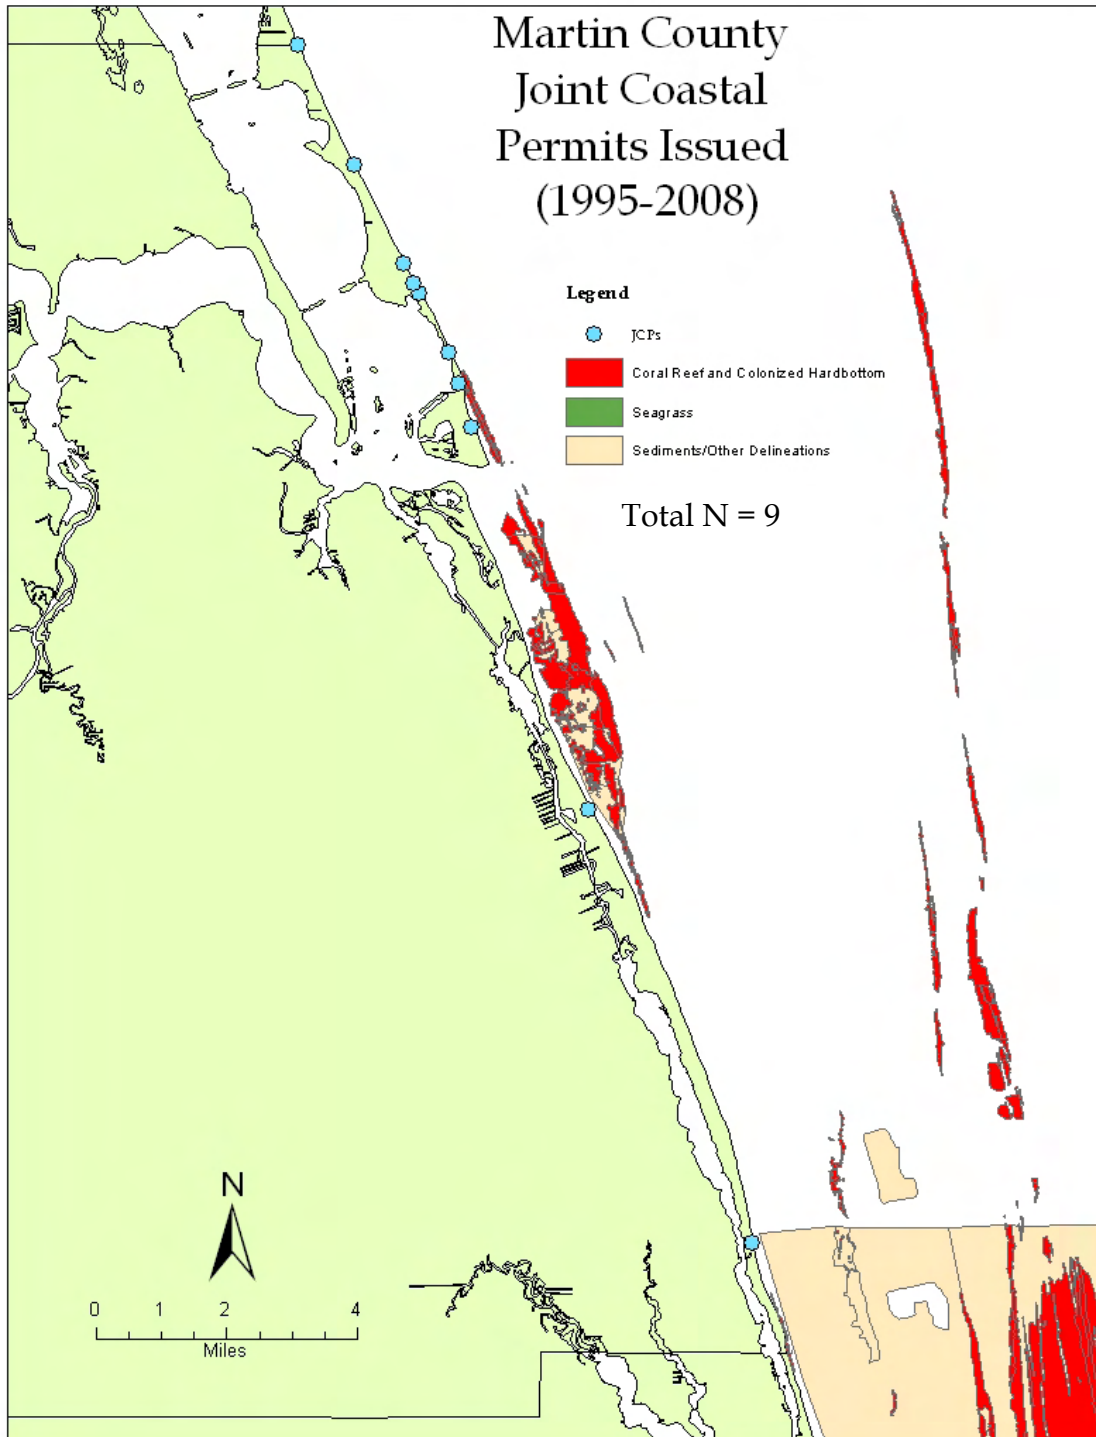 Martin County
Joint Coastal
Permits Issued
(1995-2008)
Legend
JCPs
Coral Reef and Colonized Hardbottom
Seagrass
Sediments/Other Delineations
Total N = 9
N
0 1 2 4
Miles